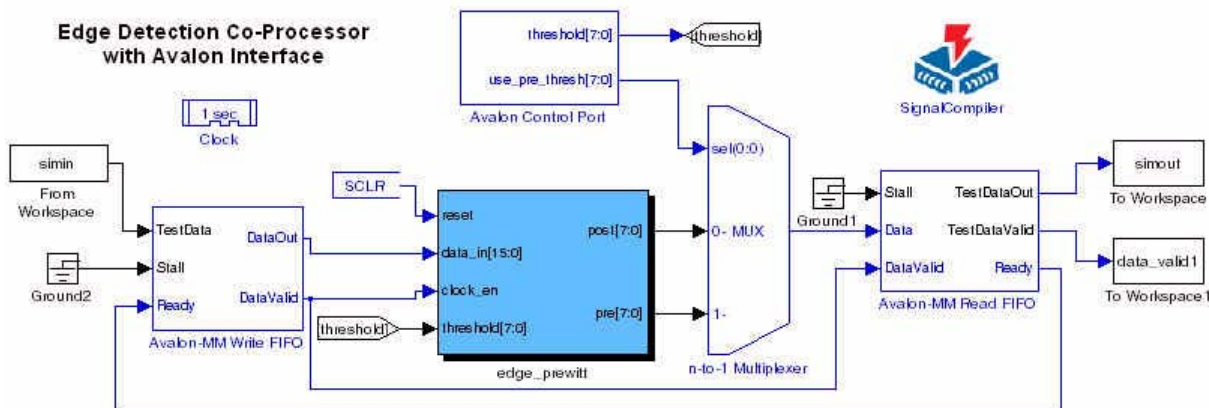 Edge Detection Co-Processor
with Avalon Interface
1 sec
Clock
threshold[7:0]
use_pre_thresh[7:0]
Avalon Control Port
[threshold]
SignalCompiler
simin
From
Workspace
Ground2
TestData
Stall
Ready
DataOut
DataValid
Avalon-MM Write FIFO
SCLR
[threshold]
reset
data_in[15:0]
clock_en
threshold[7:0]
post[7:0]
pre[7:0]
edge_prewitt
sel(0:0)
0- MUX
1-
n-to-1 Multiplexer
Ground1
Stall
Data
DataValid
TestDataOut
TestDataValid
Ready
Avalon-MM Read FIFO
simout
To Workspace
data_valid1
To Workspace1